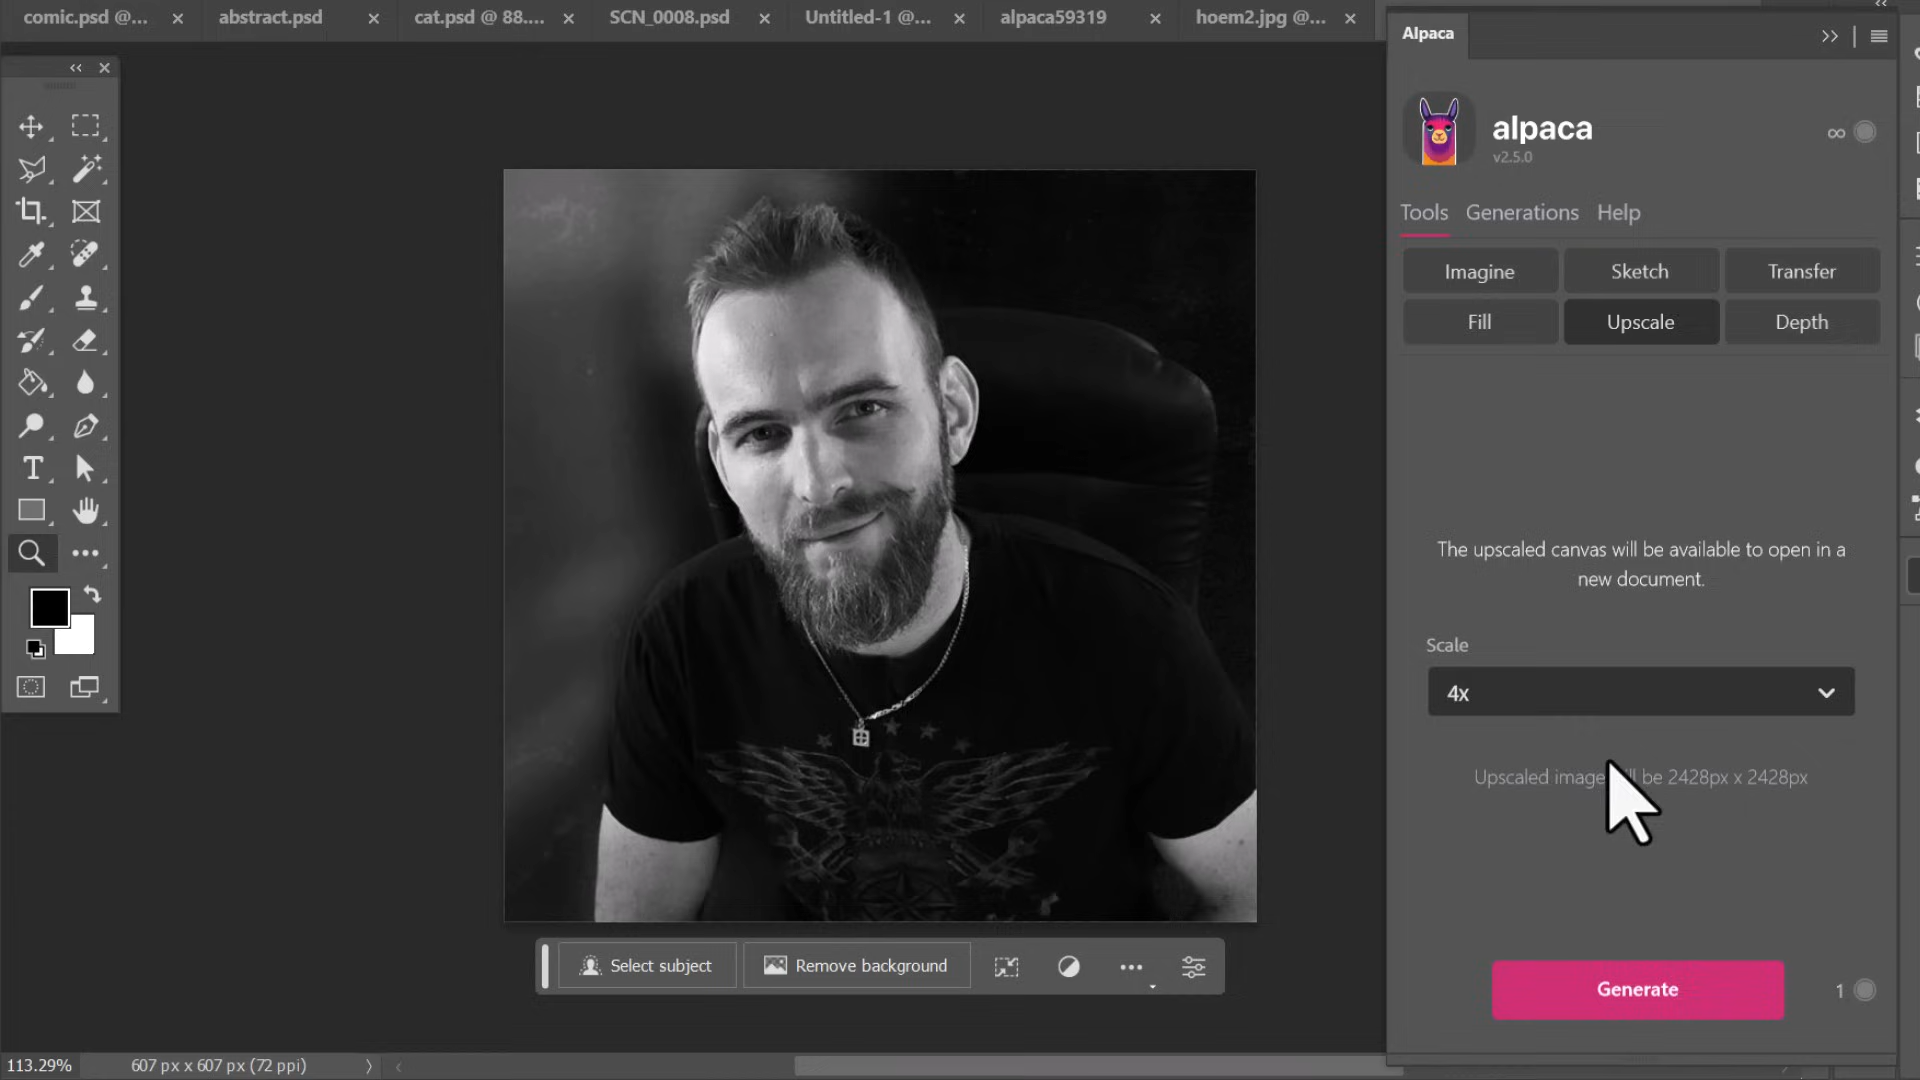 comic.psd @...
abstract.psd
cat.psd @ 88....
SCN_0008.psd
Untitled-1 @...
alpaca59319
hoem2.jpg @...
Alpaca
alpaca
v2.5.0
∞
Tools Generations Help
Imagine Sketch Transfer
Fill Upscale Depth
The upscaled canvas will be available to open in a
new document.
Scale
4x
Upscaled image will be 2428px x 2428px
Select subject
Remove background
Generate
1
113.29%
607 px x 607 px (72 ppi)